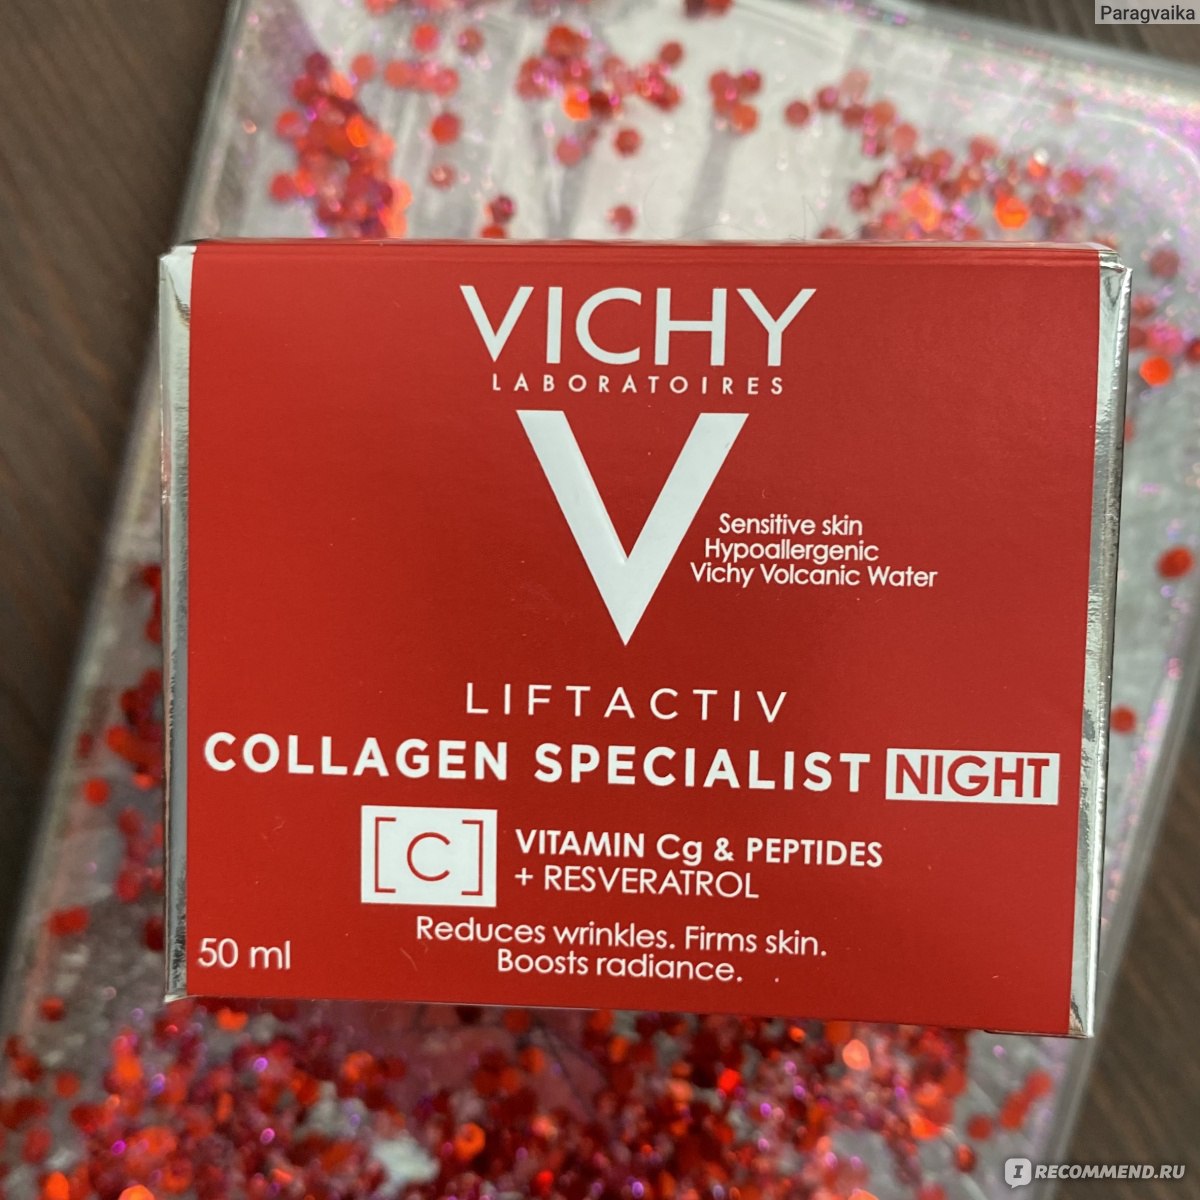 Paragvaika
VICHY
LABORATOIRES
V
Sensitive skin
Hypoallergenic
Vichy Volcanic Water
LIFTACTIV
COLLAGEN SPECIALIST NIGHT
[C]
VITAMIN Cg & PEPTIDES
+ RESVERATROL
Reduces wrinkles. Firms skin.
Boosts radiance.
50 ml
I RECOMMEND.RU